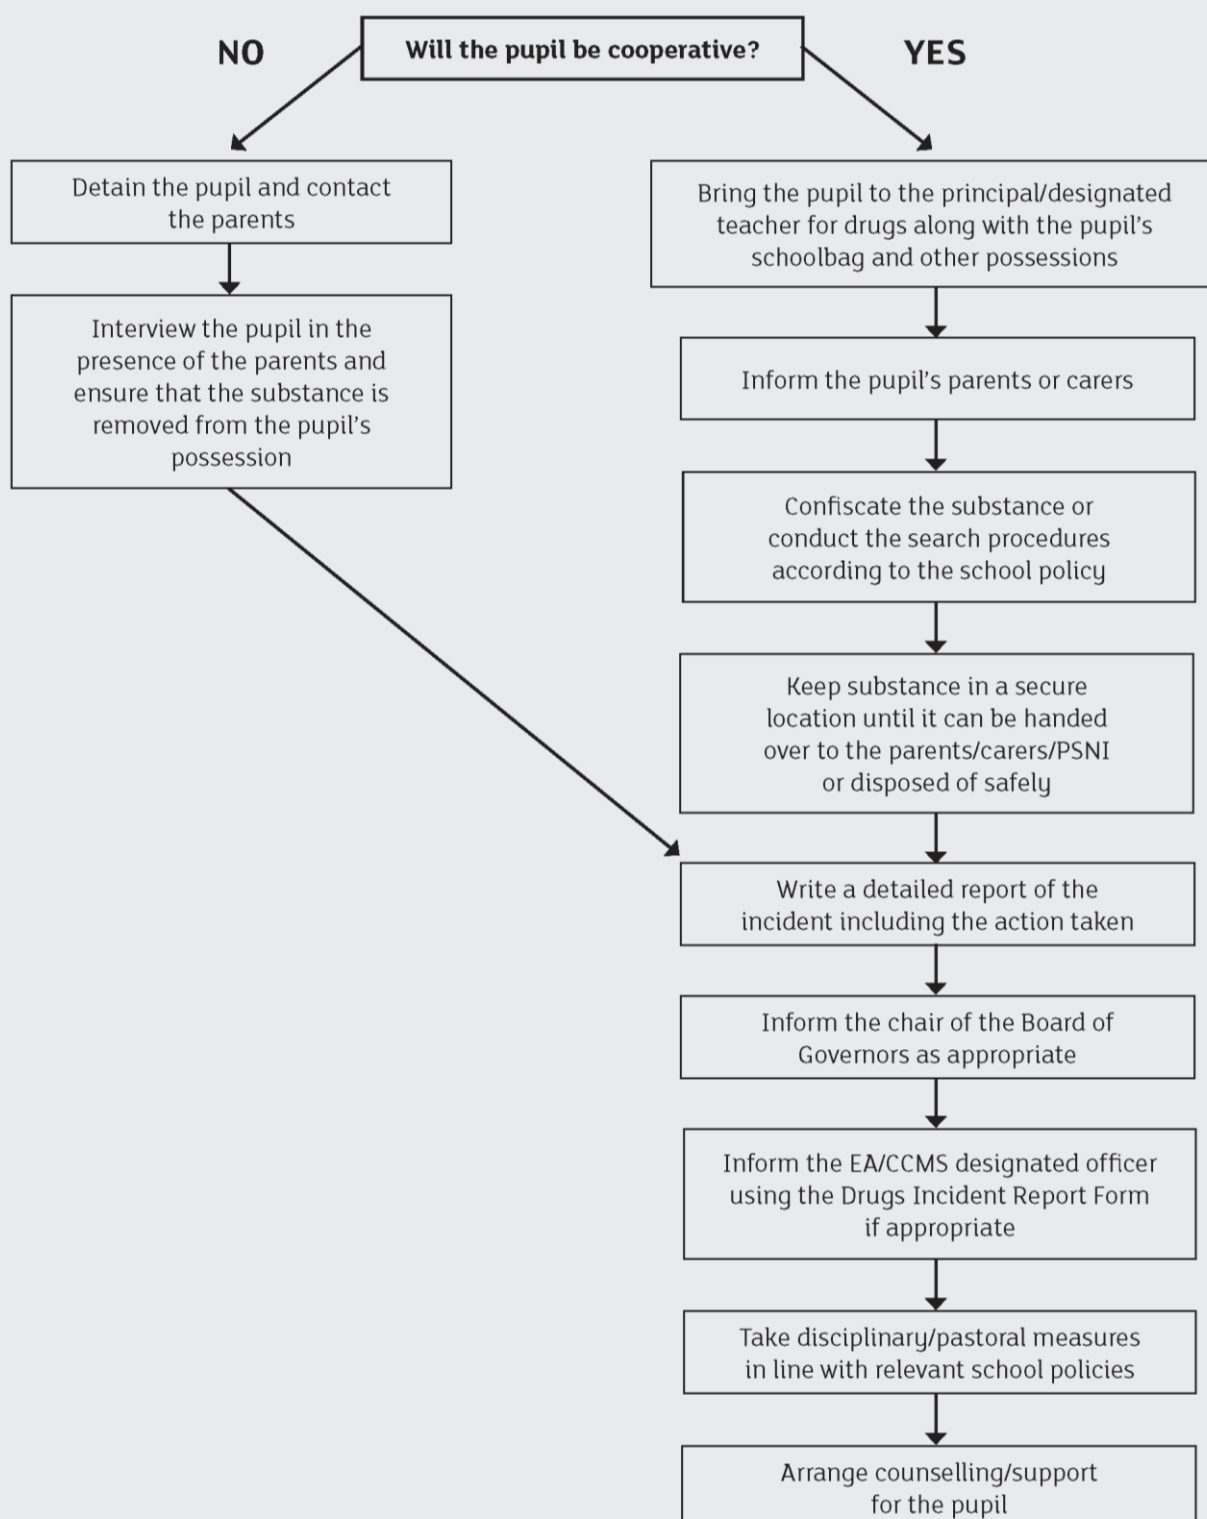 NO
Will the pupil be cooperative?
YES
Detain the pupil and contact
the parents
Interview the pupil in the
presence of the parents and
ensure that the substance is
removed from the pupil's
possession
Bring the pupil to the principal/designated
teacher for drugs along with the pupil's
schoolbag and other possessions
Inform the pupil's parents or carers
Confiscate the substance or
conduct the search procedures
according to the school policy
Keep substance in a secure
location until it can be handed
over to the parents/carers/PSNI
or disposed of safely
Write a detailed report of the
incident including the action taken
Inform the chair of the Board of
Governors as appropriate
Inform the EA/CCMS designated officer
using the Drugs Incident Report Form
if appropriate
Take disciplinary/pastoral measures
in line with relevant school policies
Arrange counselling/support
for the pupil